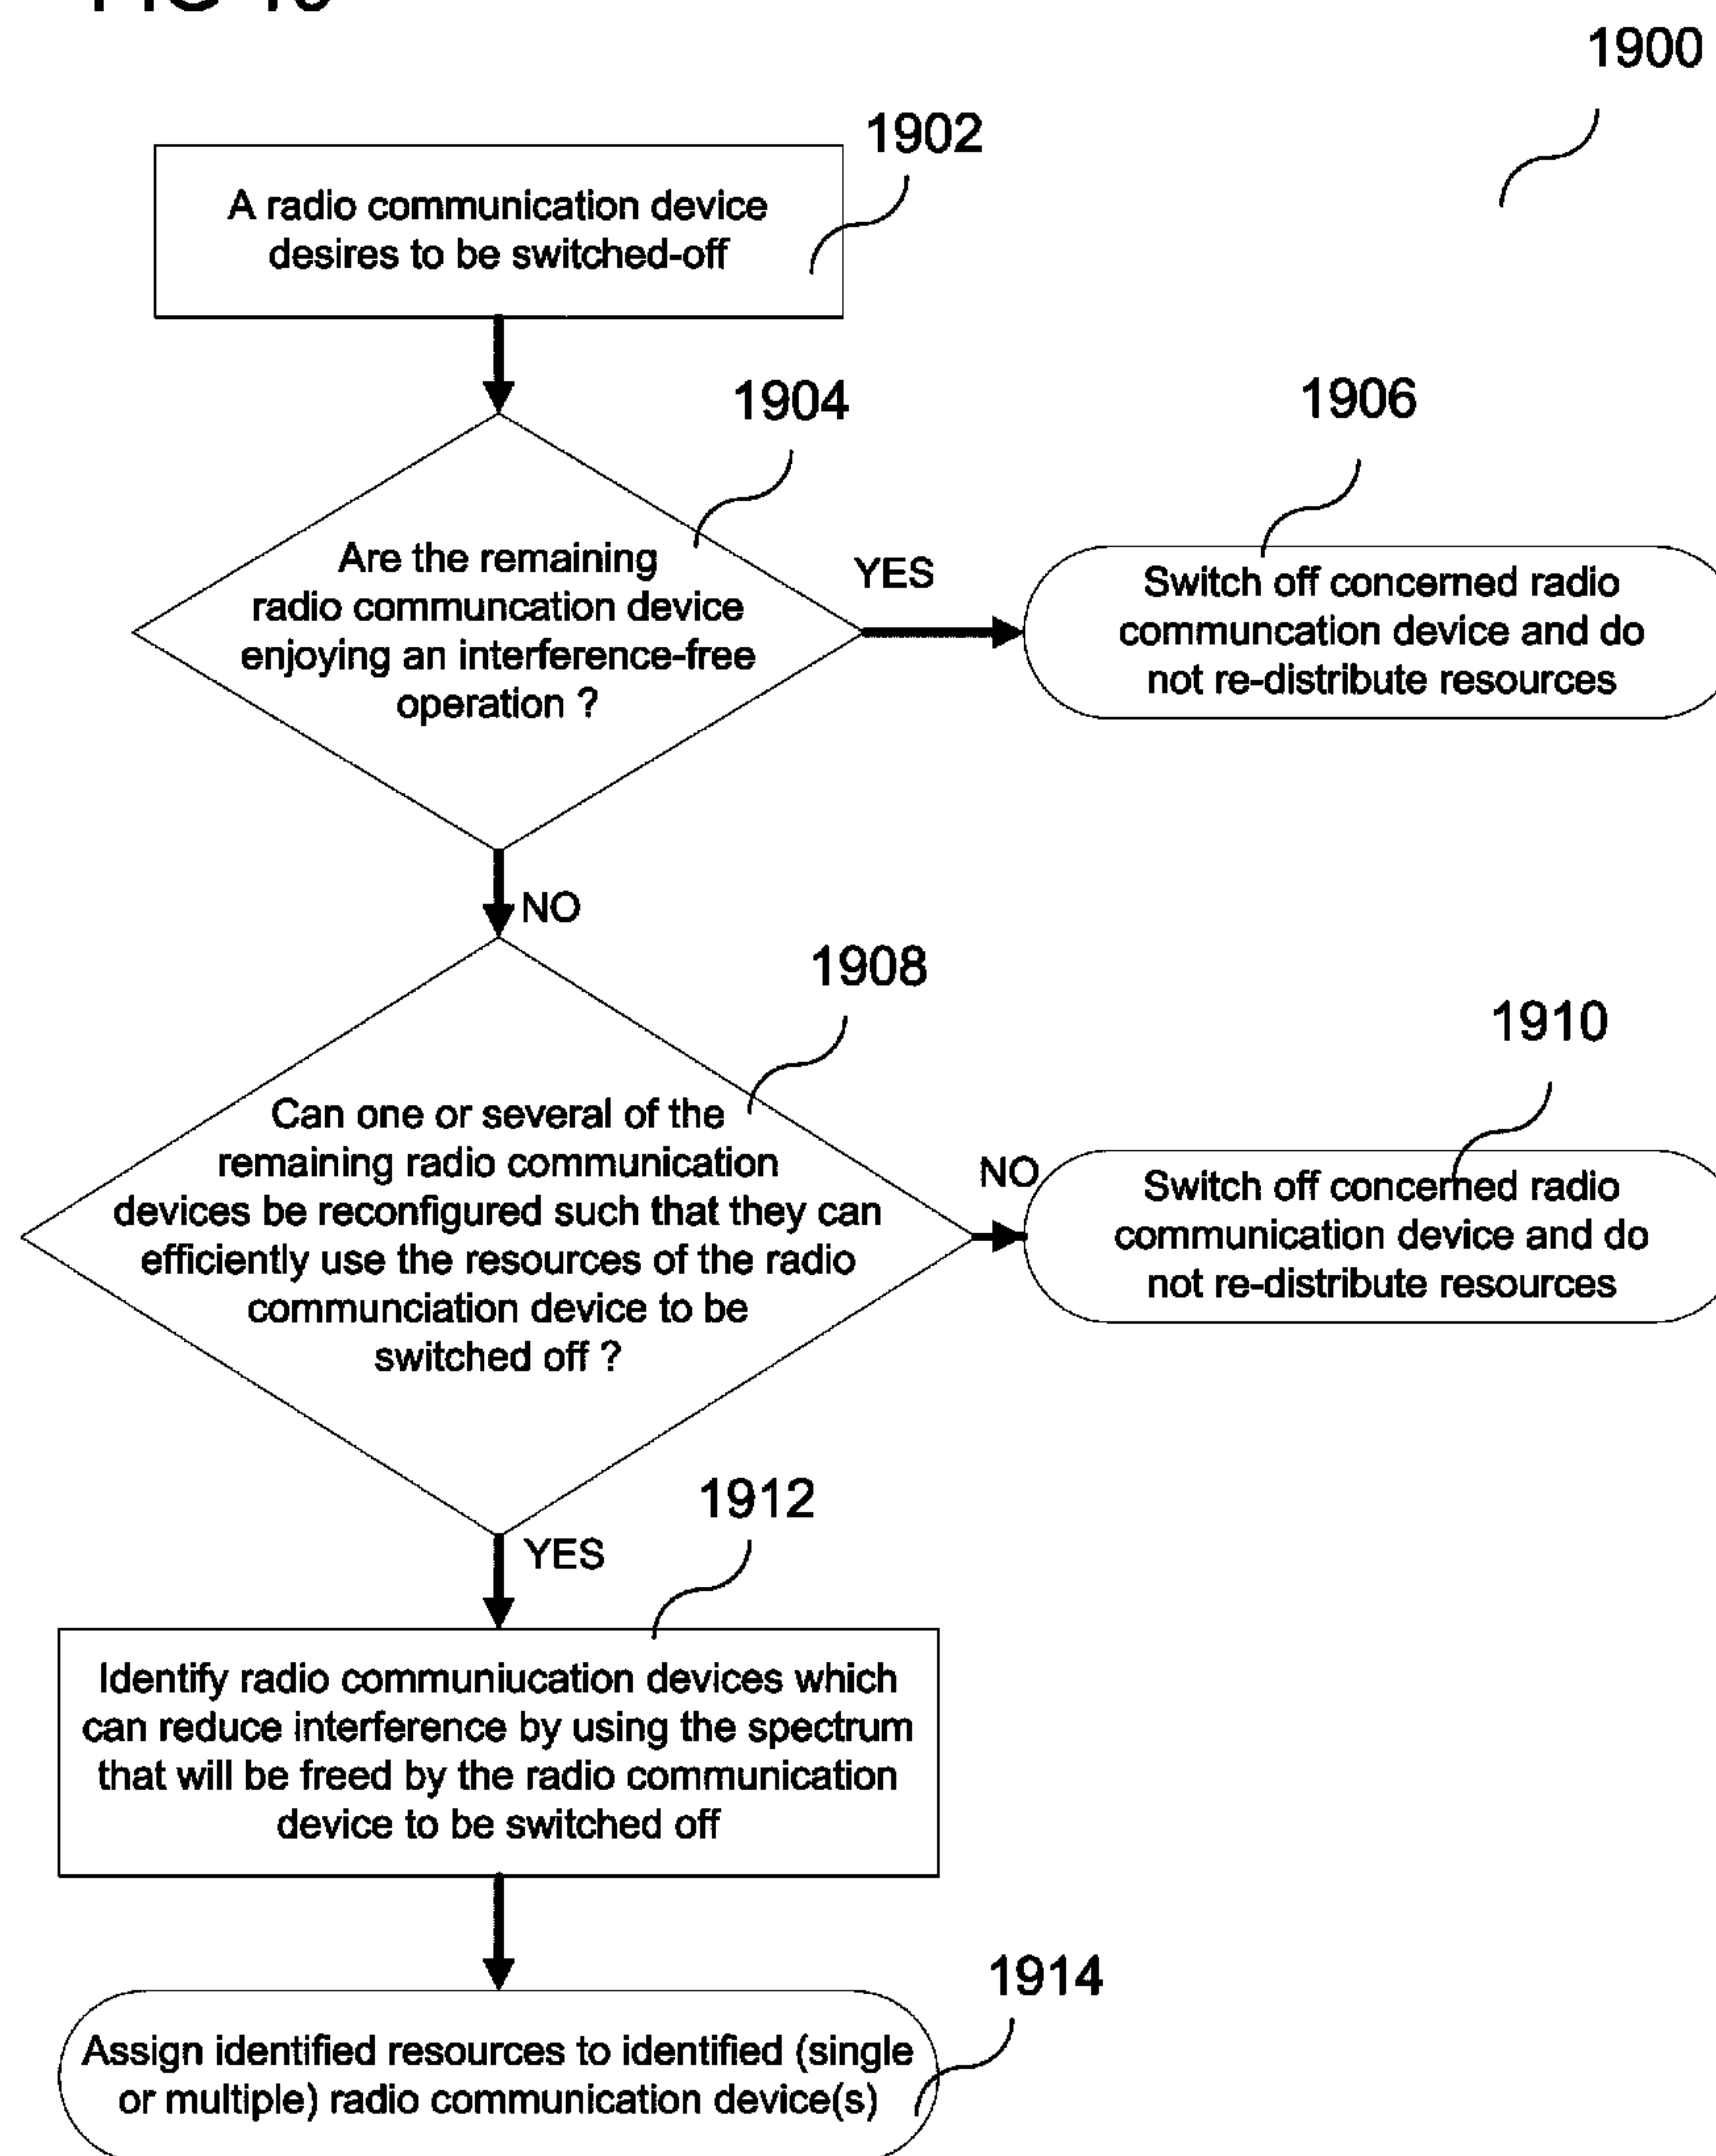 1900
1902
A radio communication device
desires to be switched-off
1904
1906
Are the remaining
radio communcation device
enjoying an interference-free
operation ?
YES
Switch off concerned radio
communcation device and do
not re-distribute resources
NO
1908
1910
Can one or several of the
remaining radio communication
devices be reconfigured such that they can
efficiently use the resources of the radio
communciation device to be
switched off ?
NO
Switch off concerned radio
communication device and do
not re-distribute resources
YES
1912
Identify radio communiucation devices which
can reduce interference by using the spectrum
that will be freed by the radio communication
device to be switched off
1914
Assign identified resources to identified (single
or multiple) radio communication device(s)